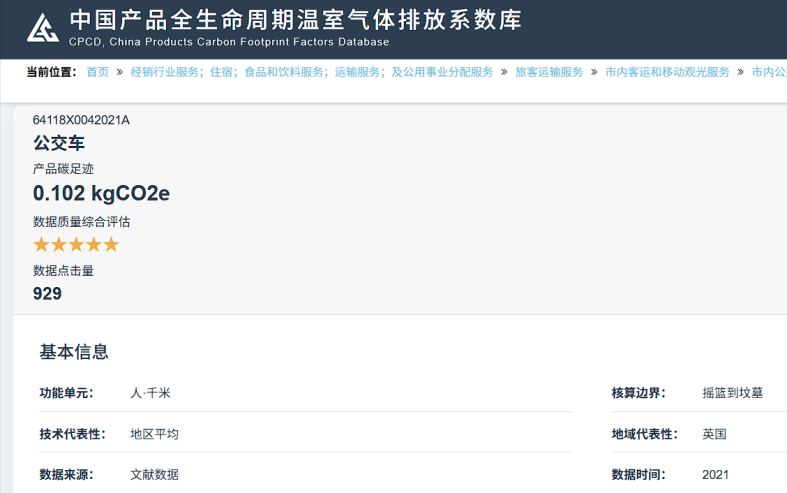 中国产品全生命周期温室气体排放系数库
CPCD, China Products Carbon Footprint Factors Database
当前位置： 首页 » 经销行业服务；住宿；食品和饮料服务；运输服务；及公用事业分配服务 » 旅客运输服务 » 市内客运和移动观光服务 » 市内公
64118X0042021A
公交车
产品碳足迹
0.102 kgCO2e
数据质量综合评估
★★★★★
数据点击量
929
基本信息
功能单元： 人·千米 核算边界： 摇篮到坟墓
技术代表性： 地区平均 地域代表性： 英国
数据来源： 文献数据 数据时间： 2021